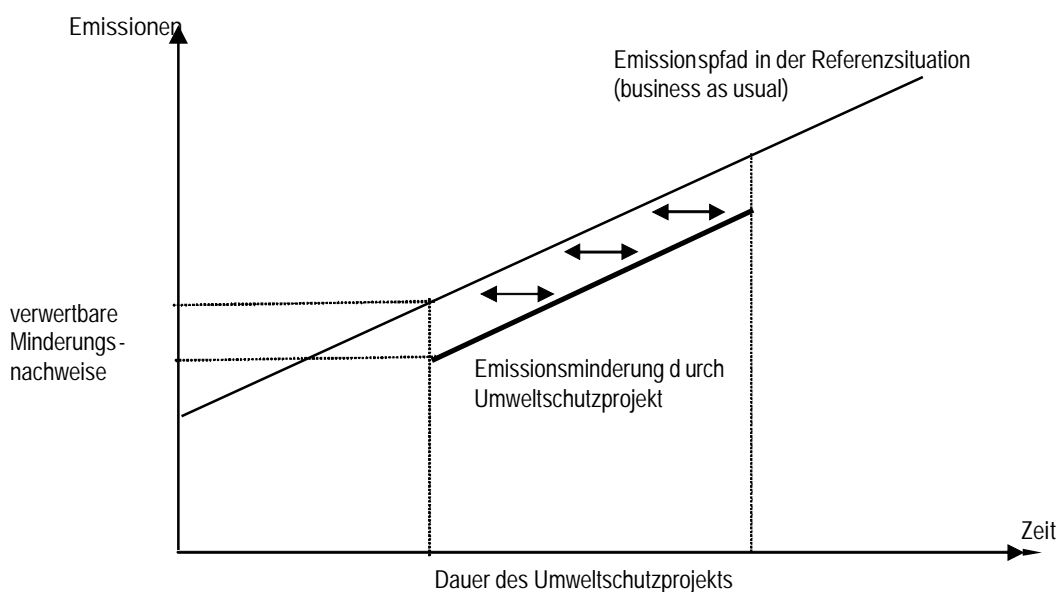 Emissionen
Emissionspfad in der Referenzsituation
(business as usual)
verwertbare
Minderungs-
nachweise
Emissionsminderung d urch
Umweltschutzprojekt
Zeit
Dauer des Umweltschutzprojekts